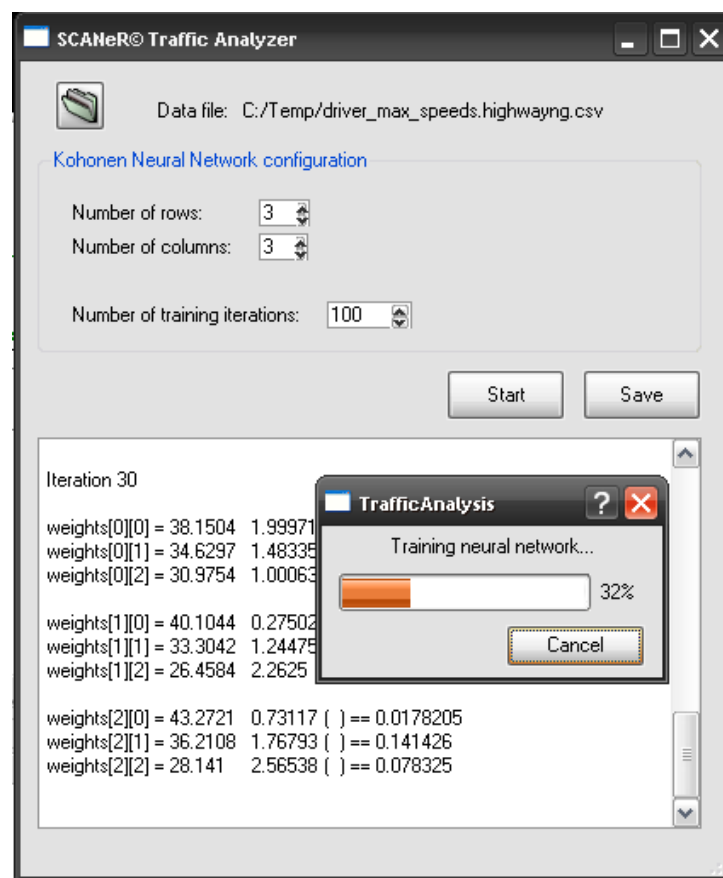 SCANeR© Traffic Analyzer
Data file: C:/Temp/driver_max_speeds.highwayng.csv
Kohonen Neural Network configuration
Number of rows: 3
Number of columns: 3
Number of training iterations: 100
Start Save
Iteration 30
weights[0][0] = 38.1504 1.99971
weights[0][1] = 34.6297 1.48335
weights[0][2] = 30.9754 1.00063
weights[1][0] = 40.1044 0.27502
weights[1][1] = 33.3042 1.24475
weights[1][2] = 26.4584 2.2625
weights[2][0] = 43.2721 0.73117 ( ) == 0.0178205
weights[2][1] = 36.2108 1.76793 ( ) == 0.141426
weights[2][2] = 28.141 2.56538 ( ) == 0.078325
TrafficAnalysis
Training neural network...
32%
Cancel